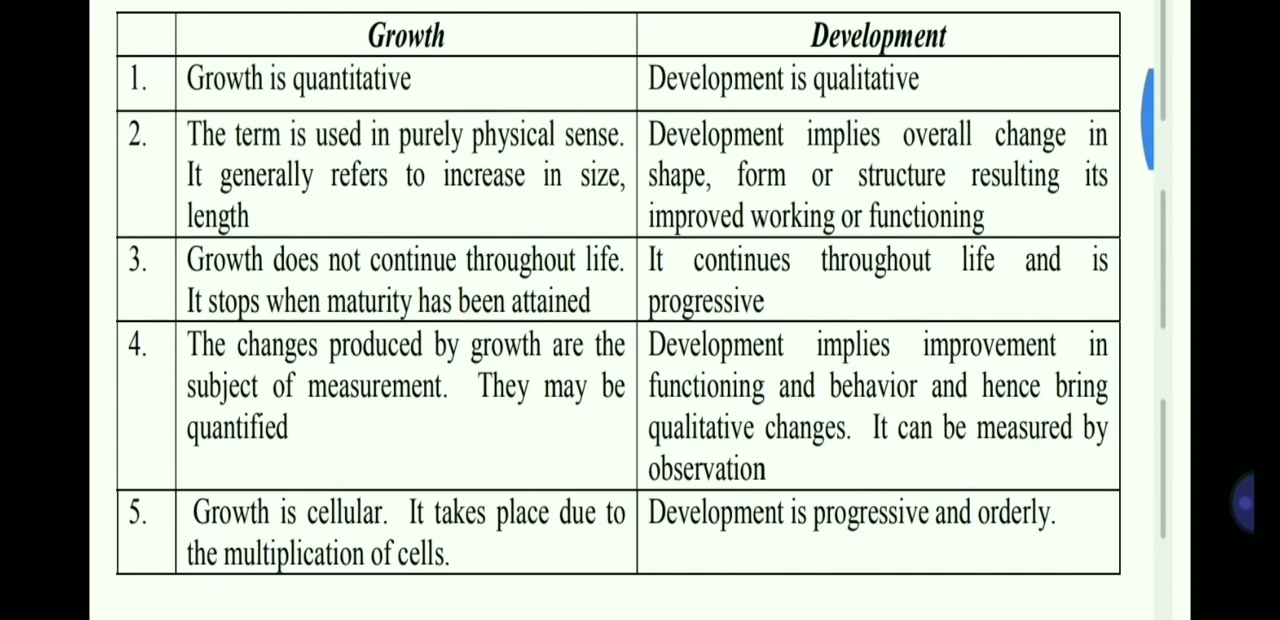 Growth Development
1. Growth is quantitative Development is qualitative
2. The term is used in purely physical sense. Development implies overall change in
It generally refers to increase in size, shape, form or structure resulting its
length improved working or functioning
3. Growth does not continue throughout life. It continues throughout life and is
It stops when maturity has been attained progressive
4. The changes produced by growth are the Development implies improvement in
subject of measurement. They may be functioning and behavior and hence bring
quantified qualitative changes. It can be measured by
observation
5. Growth is cellular. It takes place due to Development is progressive and orderly.
the multiplication of cells.